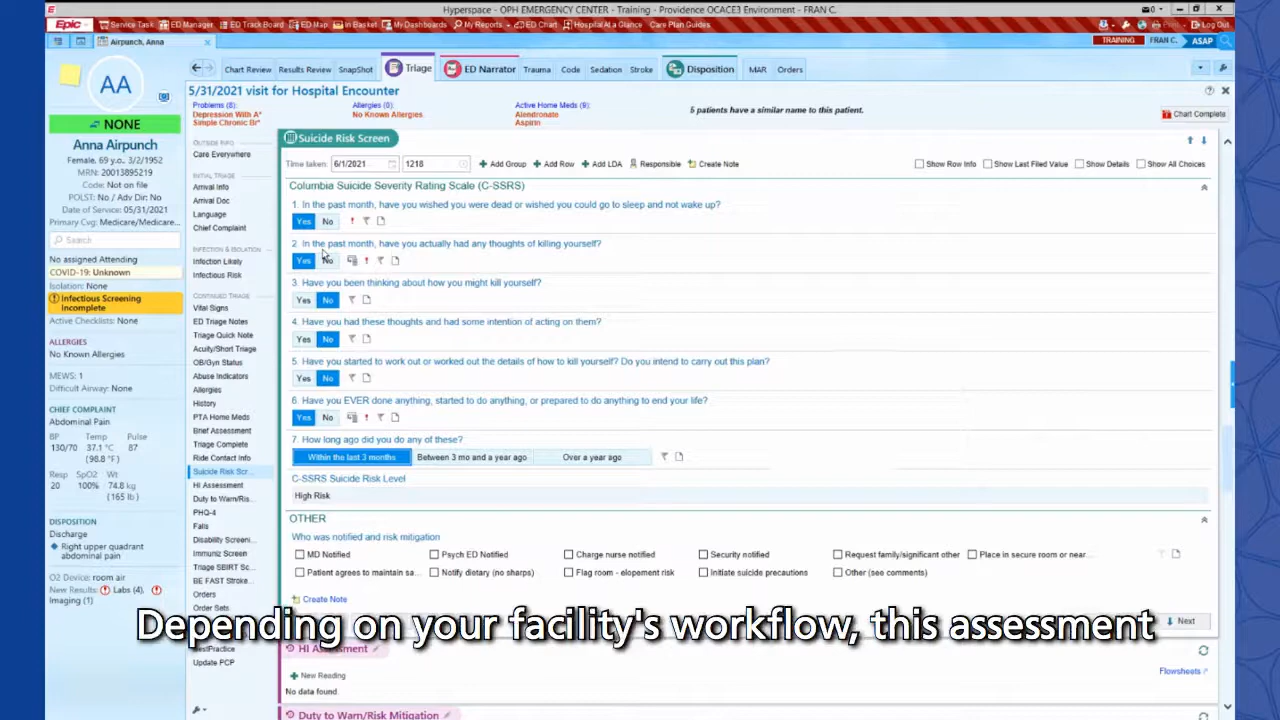 Hyperspace - OPH EMERGENCY CENTER - Training - Providence OCACE3 Environment - FRAN C.
Epic Service Task ED Manager ED Track Board ED Map In Basket My Dashboards My Reports ED Chart Hospital At a Glance Care Plan Guides Log Out
Airpunch, Anna TRAINING FRAN C. ASAP
AA
NONE
Anna Airpunch
Female, 69 y.o., 3/2/1952
MRN: 20013895219
Code: Not on file
POLST: No / Adv Dir: No
Date of Service: 05/31/2021
Primary Cvg: Medicare/Medicare...
Search
No assigned Attending
COVID-19: Unknown
Isolation: None
Infectious Screening
Incomplete
Active Checklists: None
ALLERGIES
No Known Allergies
MEWS: 1
Difficult Airway: None
CHIEF COMPLAINT
Abdominal Pain
BP Temp Pulse
130/70 37.1 °C 87
(98.8 °F)
Resp SpO2 Wt
20 100% 74.8 kg
(165 lb)
DISPOSITION
Discharge
Right upper quadrant
abdominal pain
O2 Device: room air
New Results: Labs (4),
Imaging (1)
Chart Review Results Review SnapShot Triage ED Narrator Trauma Code Sedation Stroke Disposition MAR Orders
5/31/2021 visit for Hospital Encounter
Problems (8): Allergies (0): Active Home Meds (9):
Depression With A* No Known Allergies Alendronate
Simple Chronic Br* Aspirin
5 patients have a similar name to this patient.
Chart Complete
OUTSIDE INFO
Care Everywhere
INITIAL TRIAGE
Arrival Info
Arrival Doc
Language
Chief Complaint
INFECTION & ISOLATION
Infection Likely
Infectious Risk
CONTINUED TRIAGE
Vital Signs
ED Triage Notes
Triage Quick Note
Acuity/Short Triage
OB/Gyn Status
Abuse Indicators
Allergies
History
PTA Home Meds
Brief Assessment
Triage Complete
Ride Contact Info
Suicide Risk Scr...
HI Assessment
Duty to Warn/Ris...
PHQ-4
Falls
Disability Screeni...
Immuniz Screen
Triage SBIRT Sc...
BE FAST Stroke...
Orders
Order Sets
BestPractice
Update PCP
Suicide Risk Screen
Time taken: 6/1/2021 1218 Add Group Add Row Add LDA Responsible Create Note Show Row Info Show Last Filed Value Show Details Show All Choices
Columbia Suicide Severity Rating Scale (C-SSRS)
1. In the past month, have you wished you were dead or wished you could go to sleep and not wake up?
Yes No
2. In the past month, have you actually had any thoughts of killing yourself?
Yes No
3. Have you been thinking about how you might kill yourself?
Yes No
4. Have you had these thoughts and had some intention of acting on them?
Yes No
5. Have you started to work out or worked out the details of how to kill yourself? Do you intend to carry out this plan?
Yes No
6. Have you EVER done anything, started to do anything, or prepared to do anything to end your life?
Yes No
7. How long ago did you do any of these?
Within the last 3 months Between 3 mo and a year ago Over a year ago
C-SSRS Suicide Risk Level
High Risk
OTHER
Who was notified and risk mitigation
MD Notified Psych ED Notified Charge nurse notified Security notified Request family/significant other Place in secure room or near...
Patient agrees to maintain sa... Notify dietary (no sharps) Flag room - elopement risk Initiate suicide precautions Other (see comments)
Create Note
Next
Depending on your facility's workflow, this assessment
HI Assessment
Flowsheets
New Reading
No data found.
Duty to Warn/Risk Mitigation